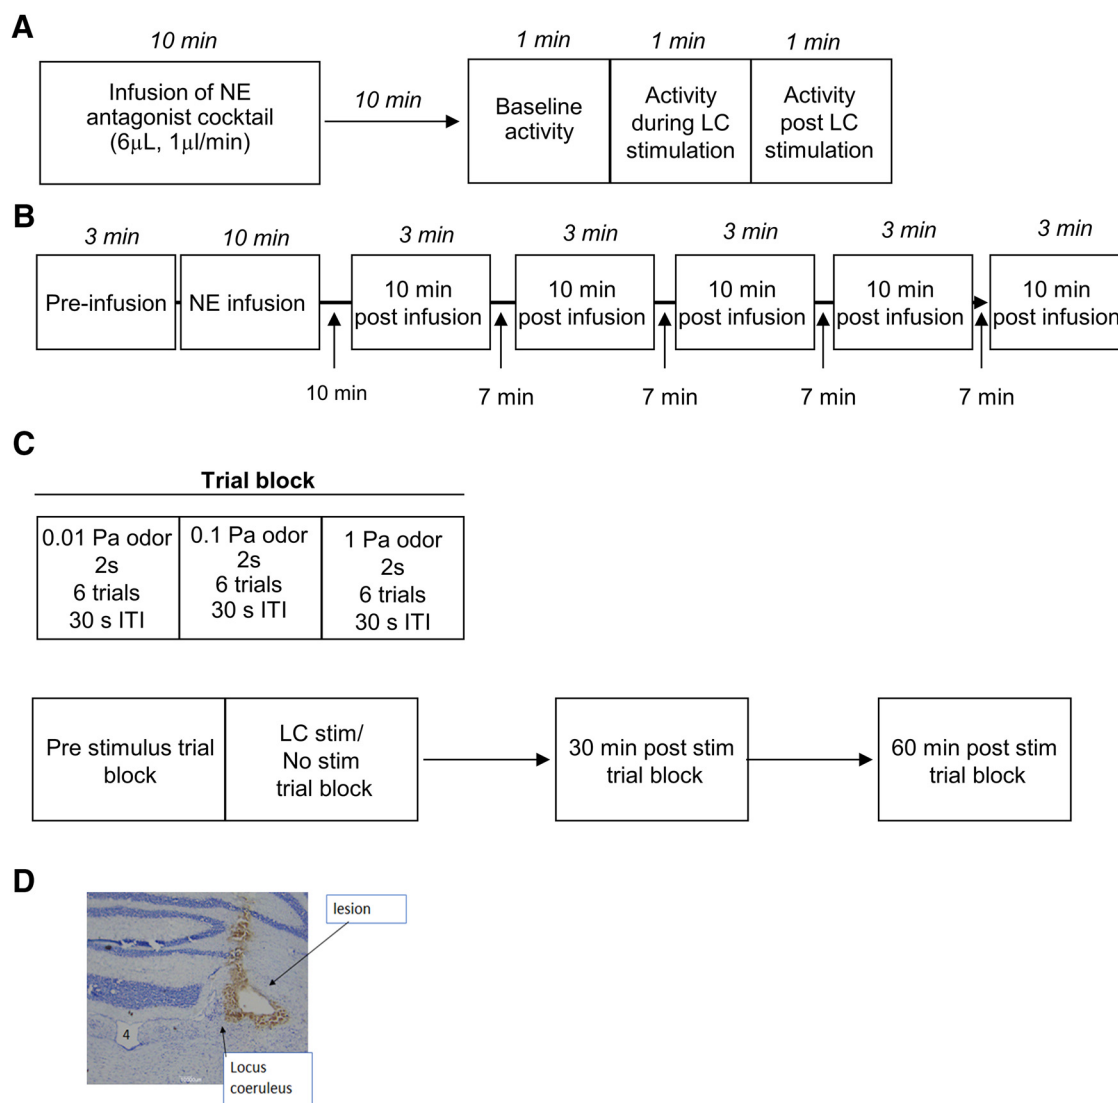 A
10 min
Infusion of NE
antagonist cocktail
(6μL, 1μl/min)
10 min
1 min
1 min
1 min
Baseline
activity
Activity
during LC
stimulation
Activity
post LC
stimulation
B
3 min
10 min
3 min
3 min
3 min
3 min
3 min
Pre-infusion
NE infusion
10 min
post infusion
10 min
post infusion
10 min
post infusion
10 min
post infusion
10 min
post infusion
10 min
7 min
7 min
7 min
7 min
C
Trial block
0.01 Pa odor
2s
6 trials
30 s ITI
0.1 Pa odor
2s
6 trials
30 s ITI
1 Pa odor
2s
6 trials
30 s ITI
Pre stimulus trial
block
LC stim/
No stim
trial block
30 min post stim
trial block
60 min post stim
trial block
D
lesion
4
Locus
coeruleus